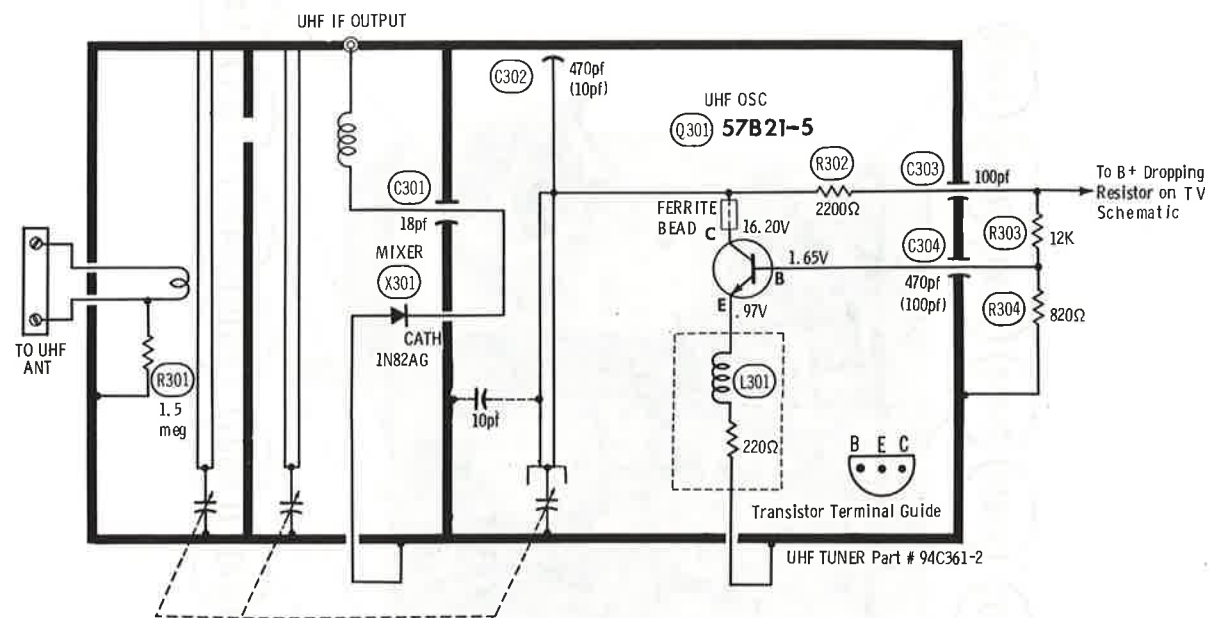 UHF IF OUTPUT
C302
470pf
(10pf)
UHF OSC
Q301 57B21-5
R302
2200Ω
C303
100pf
To B+ Dropping
Resistor on TV
Schematic
C301
18pf
FERRITE
BEAD
C
16.20V
C304
470pf
(100pf)
R303
12K
MIXER
X301
CATH
1N82AG
1.65V
B
E
.97V
R304
820Ω
TO UHF
ANT
R301
1.5
meg
10pf
L301
220Ω
B E C
Transistor Terminal Guide
UHF TUNER Part # 94C361-2